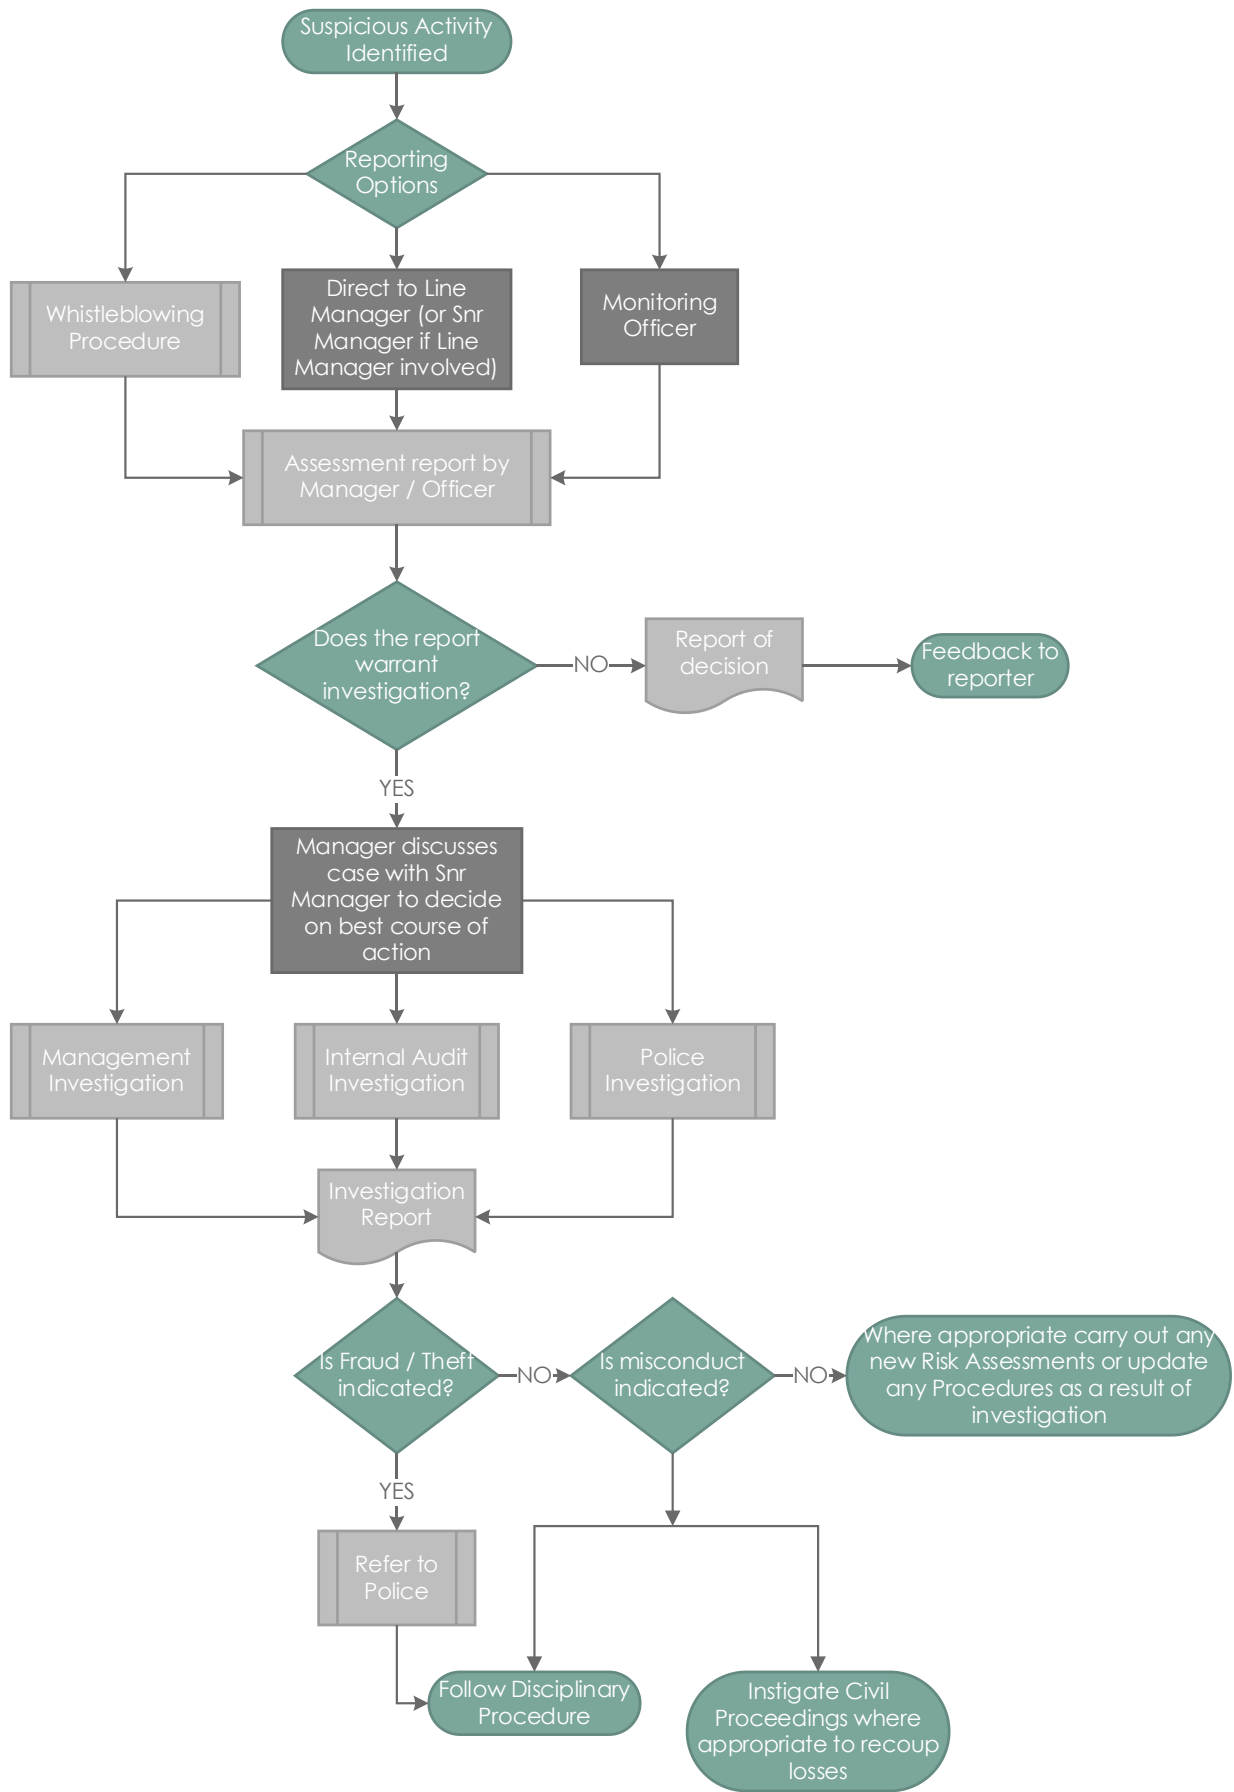 Suspicious Activity
Identified
Reporting
Options
Whistleblowing
Procedure
Direct to Line
Manager (or Snr
Manager if Line
Manager involved)
Monitoring
Officer
Assessment report by
Manager / Officer
Does the report
warrant
investigation?
NO
Report of
decision
Feedback to
reporter
YES
Manager discusses
case with Snr
Manager to decide
on best course of
action
Management
Investigation
Internal Audit
Investigation
Police
Investigation
Investigation
Report
Is Fraud / Theft
indicated?
NO
Is misconduct
indicated?
NO
Where appropriate carry out any
new Risk Assessments or update
any Procedures as a result of
investigation
YES
Refer to
Police
Follow Disciplinary
Procedure
Instigate Civil
Proceedings where
appropriate to recoup
losses